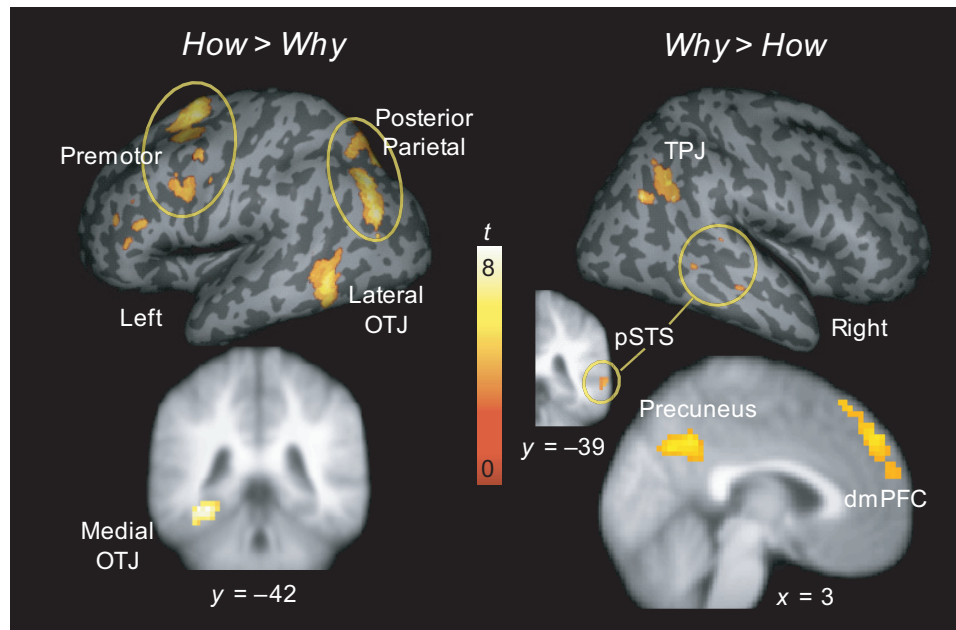 How > Why
Why > How
Premotor
Posterior
Parietal
TPJ
t
8
0
Left
Lateral
OTJ
pSTS
Right
y = –39
Precuneus
dmPFC
Medial
OTJ
y = –42
x = 3